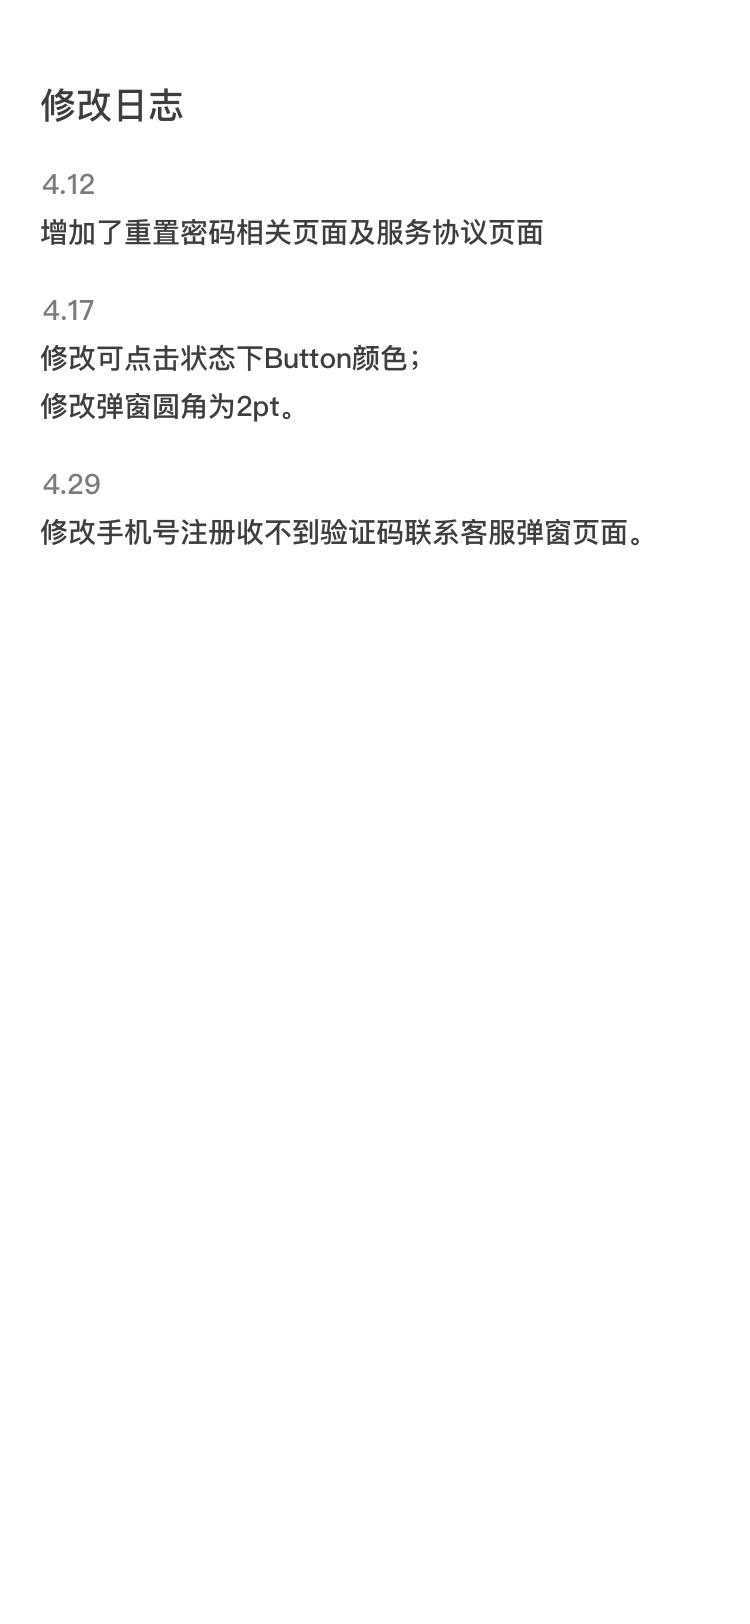 修改日志
4.12
增加了重置密码相关页面及服务协议页面
4.17
修改可点击状态下Button颜色；
修改弹窗圆角为2pt。
4.29
修改手机号注册收不到验证码联系客服弹窗页面。